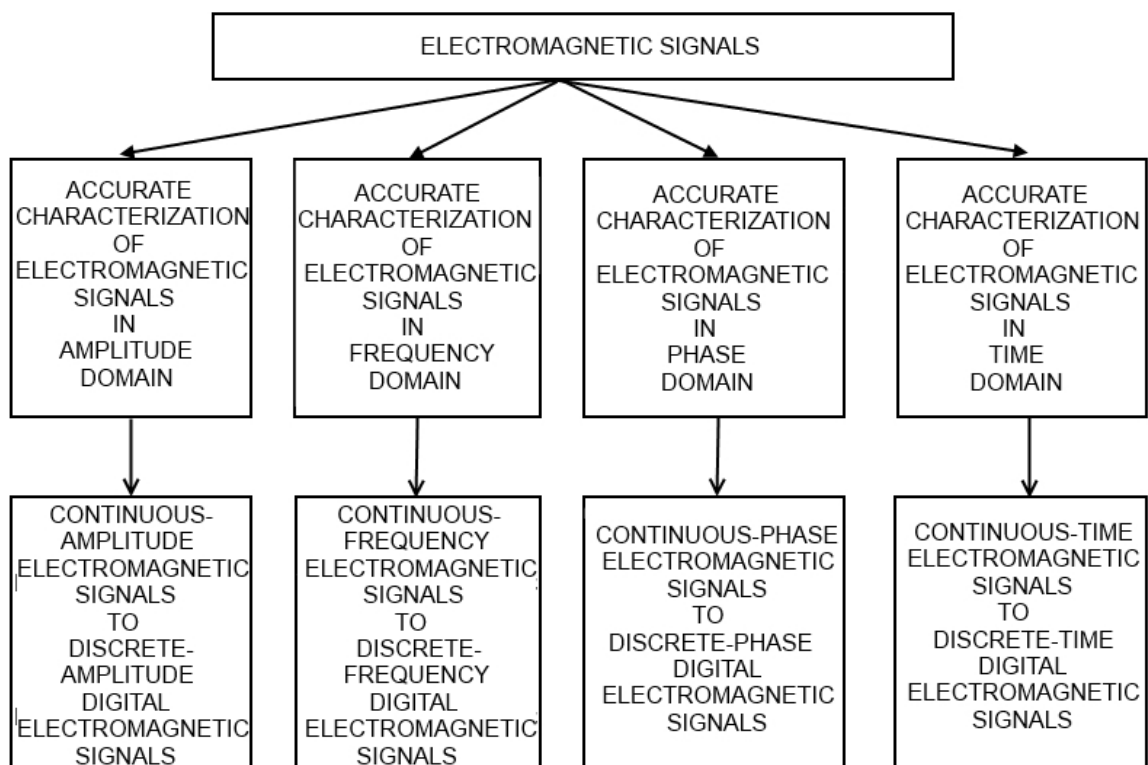 ELECTROMAGNETIC SIGNALS
ACCURATE
CHARACTERIZATION
OF
ELECTROMAGNETIC
SIGNALS
IN
AMPLITUDE
DOMAIN
ACCURATE
CHARACTERIZATION
OF
ELECTROMAGNETIC
SIGNALS
IN
FREQUENCY
DOMAIN
ACCURATE
CHARACTERIZATION
OF
ELECTROMAGNETIC
SIGNALS
IN
PHASE
DOMAIN
ACCURATE
CHARACTERIZATION
OF
ELECTROMAGNETIC
SIGNALS
IN
TIME
DOMAIN
CONTINUOUS-
AMPLITUDE
ELECTROMAGNETIC
SIGNALS
TO
DISCRETE-
AMPLITUDE
DIGITAL
ELECTROMAGNETIC
SIGNALS
CONTINUOUS-
FREQUENCY
ELECTROMAGNETIC
SIGNALS
TO
DISCRETE-
FREQUENCY
DIGITAL
ELECTROMAGNETIC
SIGNALS
CONTINUOUS-PHASE
ELECTROMAGNETIC
SIGNALS
TO
DISCRETE-PHASE
DIGITAL
ELECTROMAGNETIC
SIGNALS
CONTINUOUS-TIME
ELECTROMAGNETIC
SIGNALS
TO
DISCRETE-TIME
DIGITAL
ELECTROMAGNETIC
SIGNALS